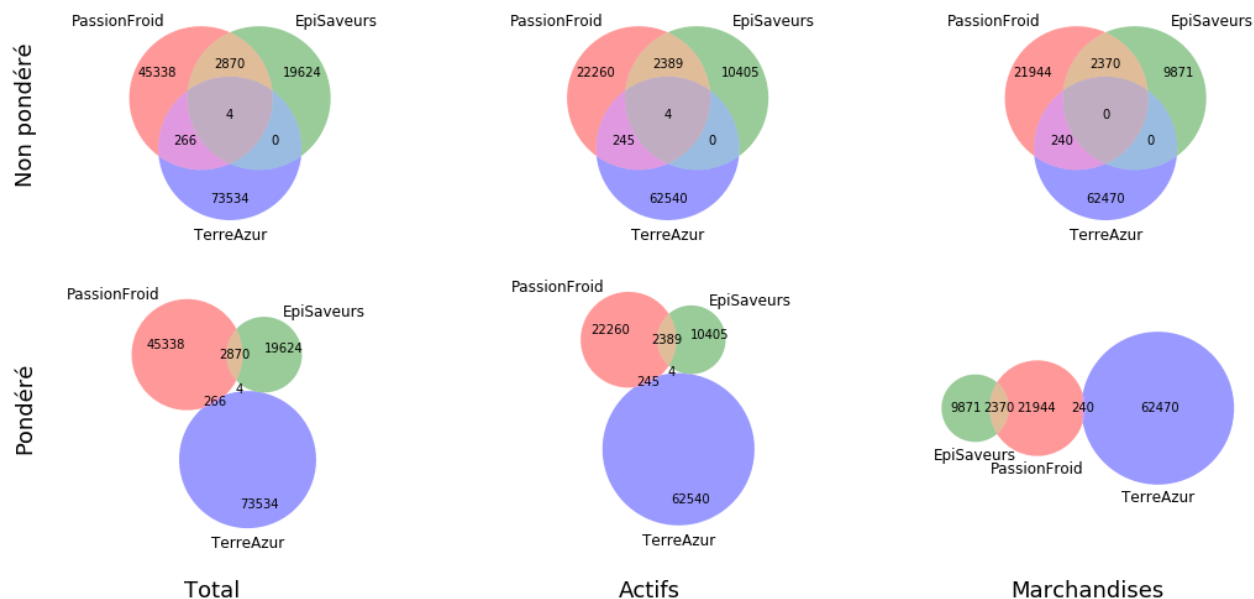 PassionFroid
EpiSaveurs
45338
2870
19624
4
266
0
73534
TerreAzur
PassionFroid
EpiSaveurs
22260
2389
10405
4
245
0
62540
TerreAzur
PassionFroid
EpiSaveurs
21944
2370
9871
0
240
0
62470
TerreAzur
Non pondéré
PassionFroid
EpiSaveurs
45338
2870
19624
4
266
73534
TerreAzur
PassionFroid
EpiSaveurs
22260
2389
10405
4
245
62540
TerreAzur
9871
2370
21944
240
62470
EpiSaveurs
PassionFroid
TerreAzur
Pondéré
Total
Actifs
Marchandises